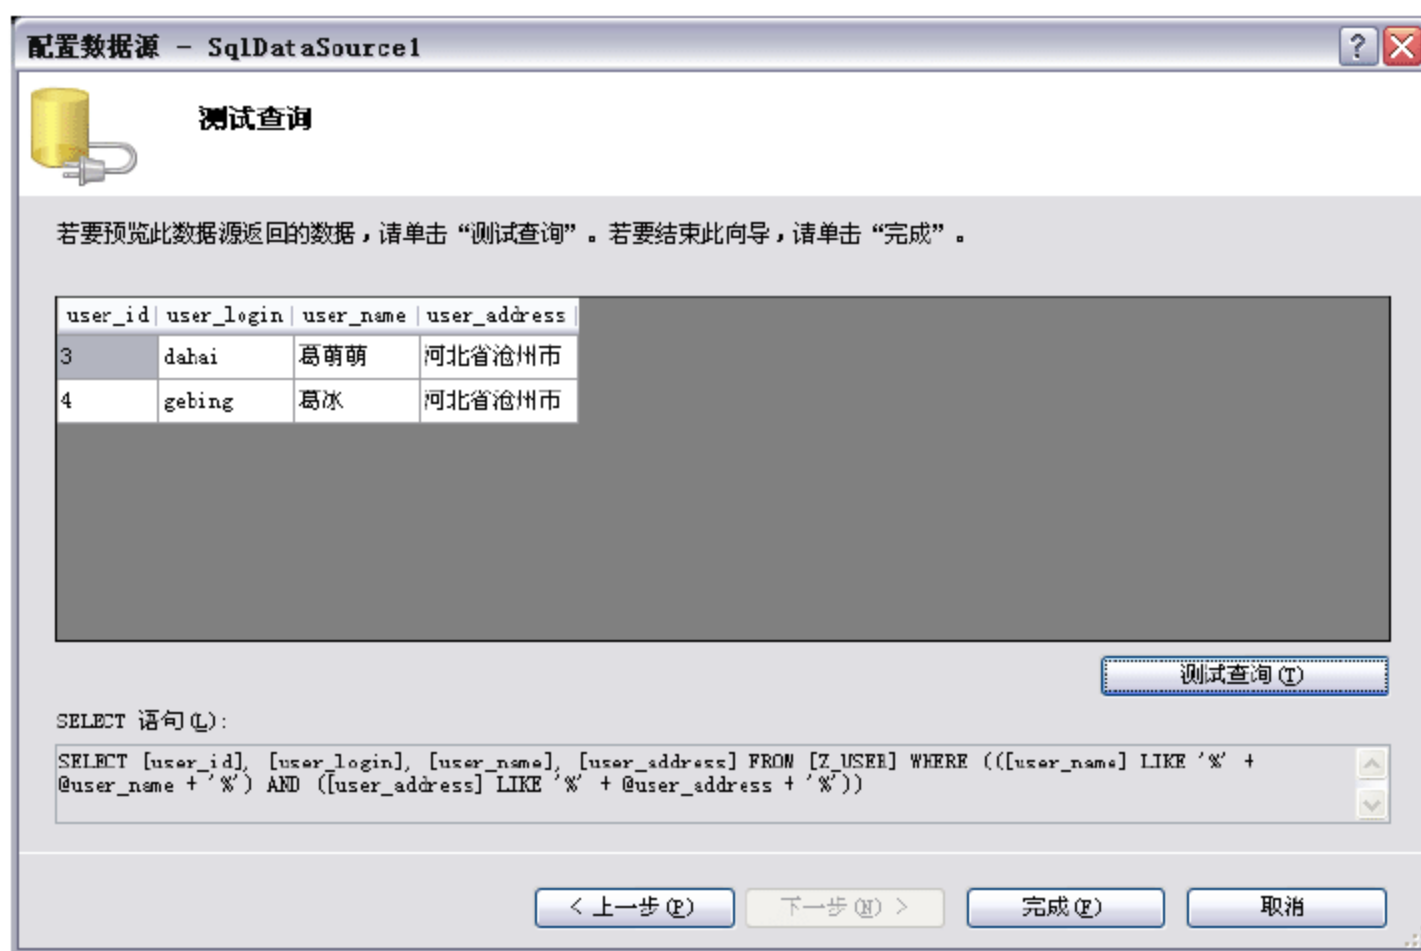 配置数据源 - SqlDataSource1
测试查询
若要预览此数据源返回的数据，请单击“测试查询”。若要结束此向导，请单击“完成”。
user_id user_login user_name user_address
3 dahai 葛萌萌 河北省沧州市
4 gebing 葛冰 河北省沧州市
测试查询(T)
SELECT 语句(L):
SELECT [user_id], [user_login], [user_name], [user_address] FROM [Z_USER] WHERE (([user_name] LIKE '%' +
@user_name + '%') AND ([user_address] LIKE '%' + @user_address + '%'))
< 上一步(P) 下一步(N) > 完成(F) 取消